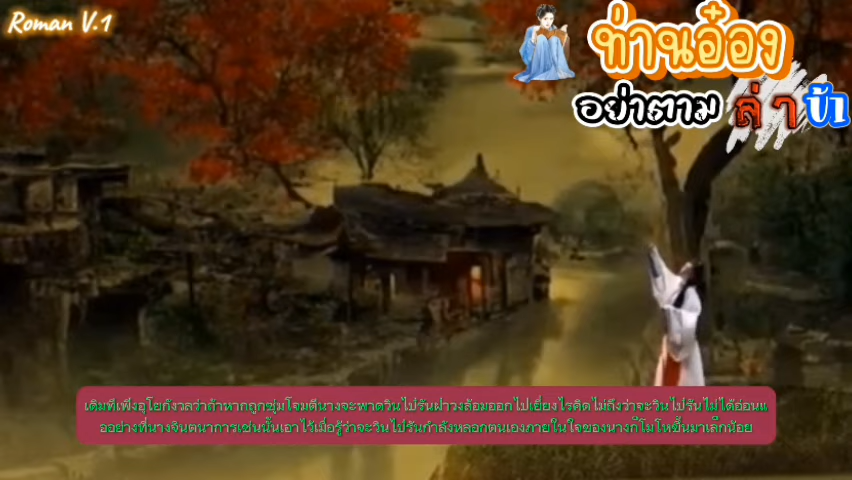 Roman V.1
ท่านอ๋อง
อย่าตาม ล่า ข้า
เดิมทีเฟิ่งอู๋โยกังวลว่าถ้าหากถูกซุ่มโจมตีนางจะพาตวินไป๋รันฝ่าวงล้อมออกไปเยี่ยงไรคิดไม่ถึงว่าจะวินไป๋รันไม่ได้อ่อนแ
ออย่างที่นางจินตนาการเช่นนั้นเอาไว้เมื่อรู้ว่าจะวินไป๋รันกำลังหลอกตนเองภายในใจของนางก็โมโหขึ้นมาเล็กน้อย